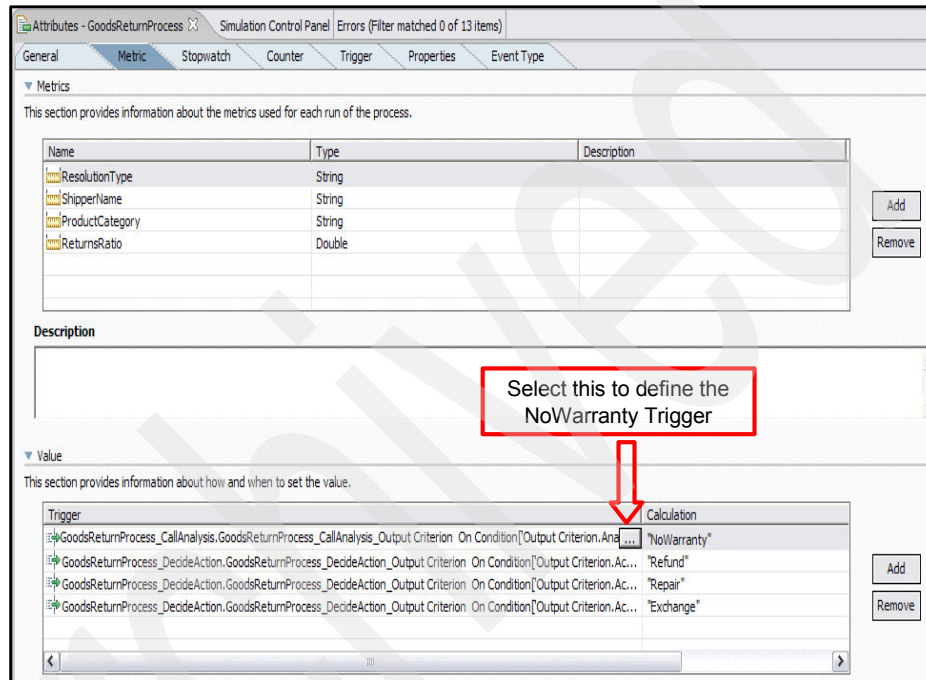 Attributes - GoodsReturnProcess Simulation Control Panel Errors (Filter matched 0 of 13 items)
General Metric Stopwatch Counter Trigger Properties Event Type
Metrics
This section provides information about the metrics used for each run of the process.
Name Type Description
ResolutionType String
ShipperName String
ProductCategory String
ReturnsRatio Double
Add
Remove
Description
Select this to define the
NoWarranty Trigger
Value
This section provides information about how and when to set the value.
Trigger Calculation
GoodsReturnProcess_CallAnalysis.GoodsReturnProcess_CallAnalysis_Output Criterion On Condition['Output Criterion.Ana ... "NoWarranty"
GoodsReturnProcess_DecideAction.GoodsReturnProcess_DecideAction_Output Criterion On Condition['Output Criterion.Ac... "Refund"
GoodsReturnProcess_DecideAction.GoodsReturnProcess_DecideAction_Output Criterion On Condition['Output Criterion.Ac... "Repair"
GoodsReturnProcess_DecideAction.GoodsReturnProcess_DecideAction_Output Criterion On Condition['Output Criterion.Ac... "Exchange"
Add
Remove